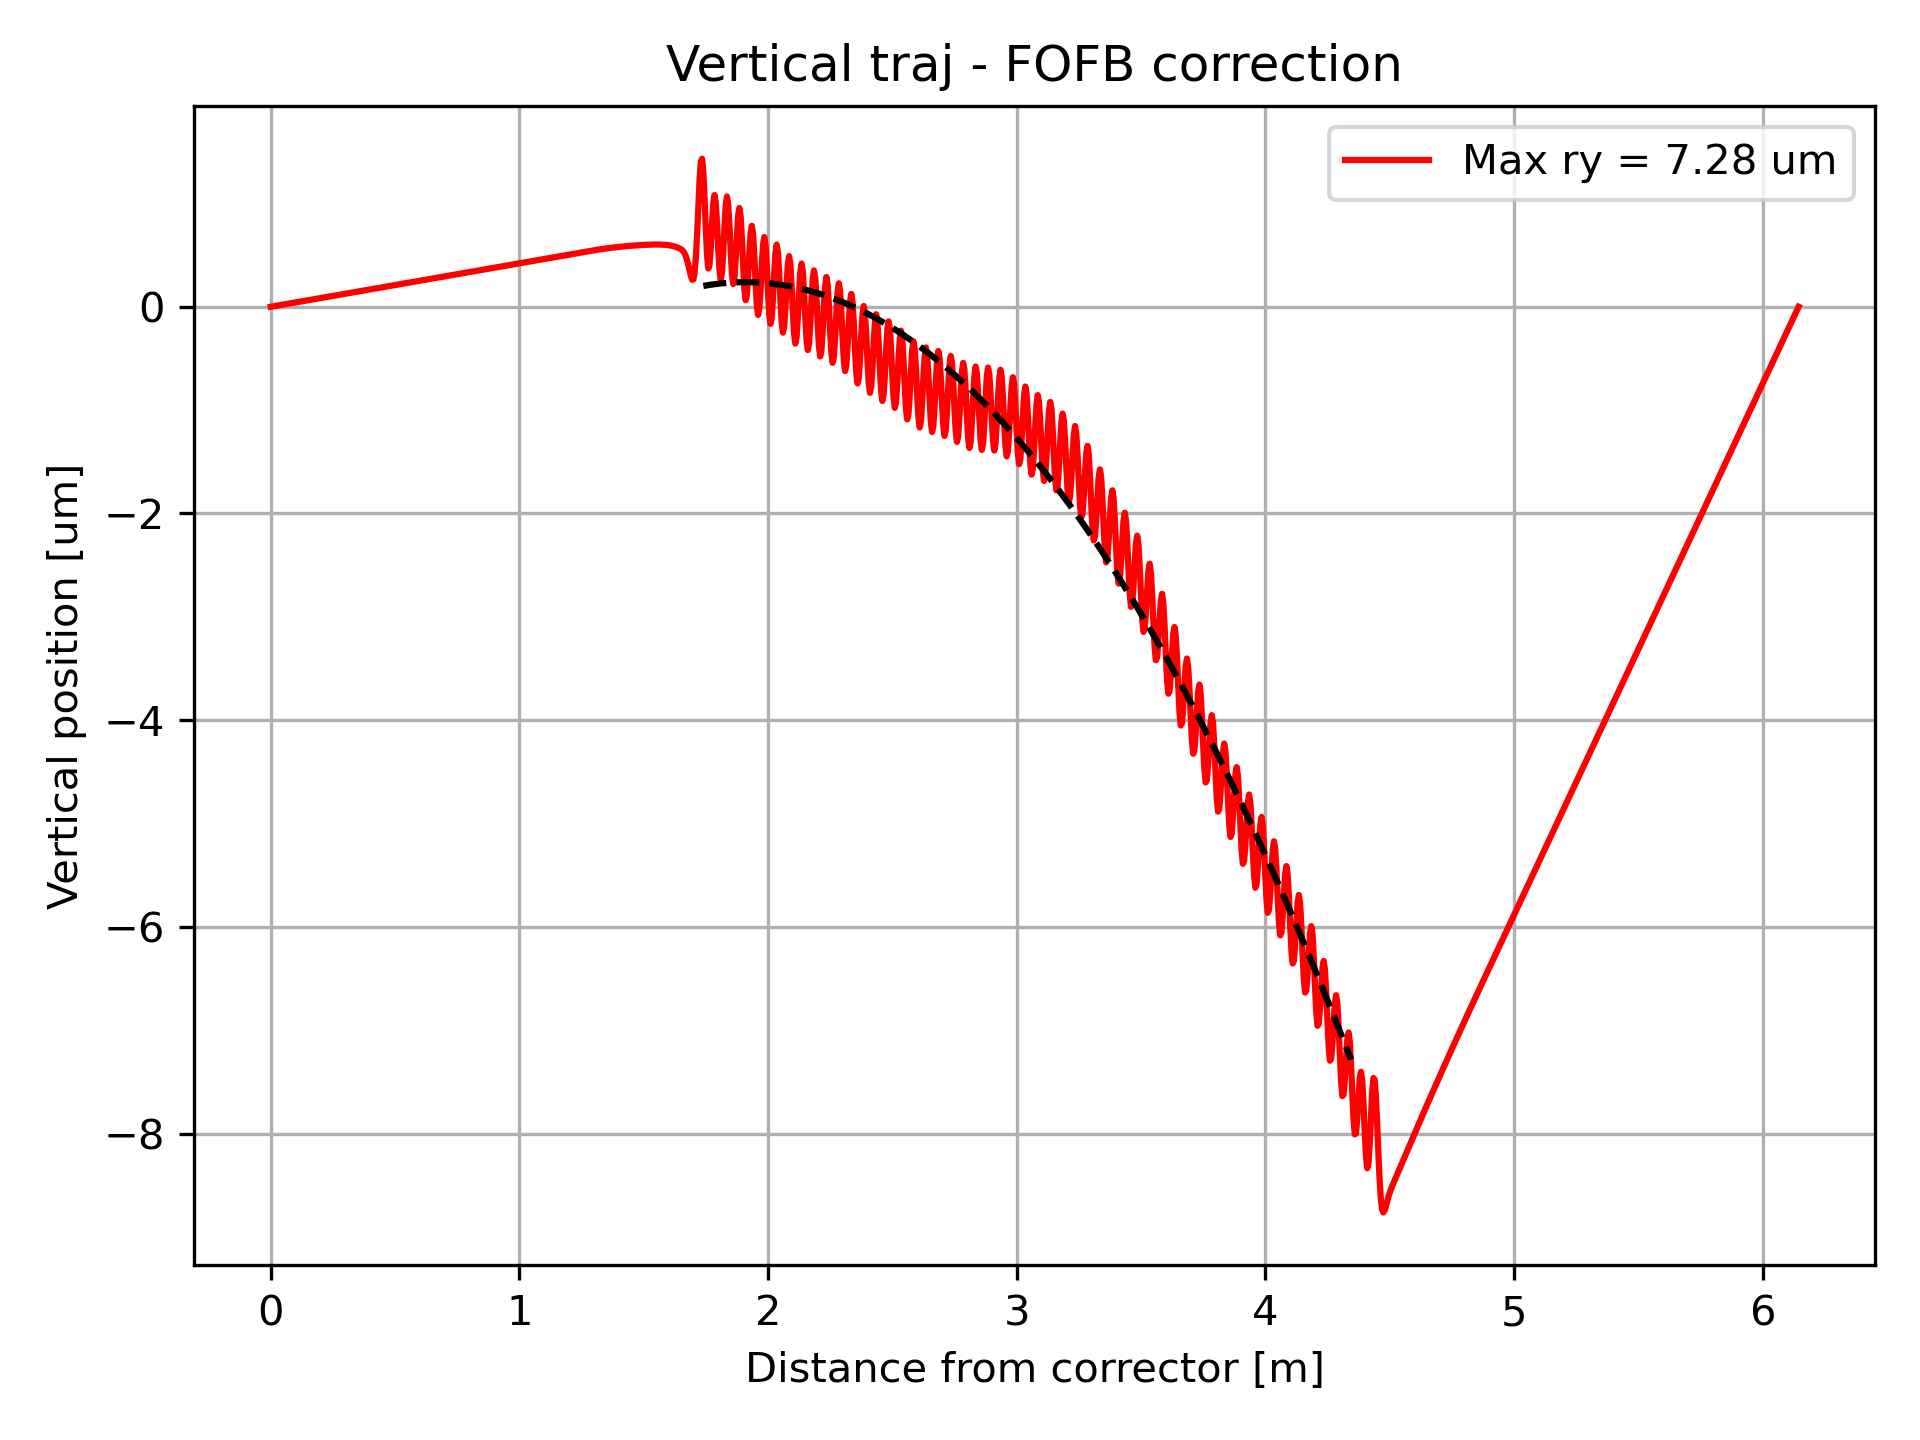 Vertical traj - FOFB correction
Max ry = 7.28 um
Vertical position [um]
0
−2
−4
−6
−8
0 1 2 3 4 5 6
Distance from corrector [m]